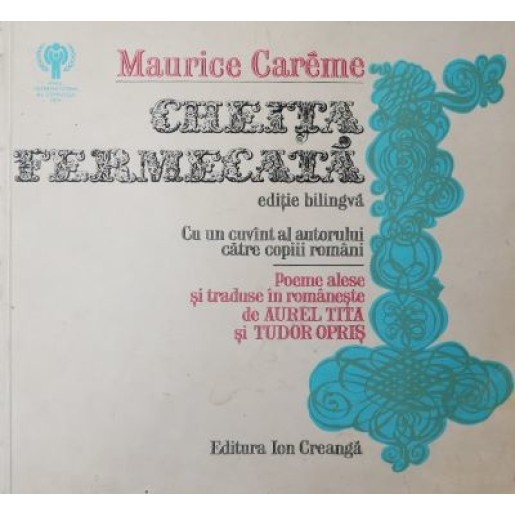 Maurice Carême
CHEIȚA
FERMECATĂ
ediție bilingvă
Cu un cuvînt al autorului
către copiii români
Poeme alese
și traduse în românește
de AUREL TITA
și TUDOR OPRIȘ
Editura Ion Creangă